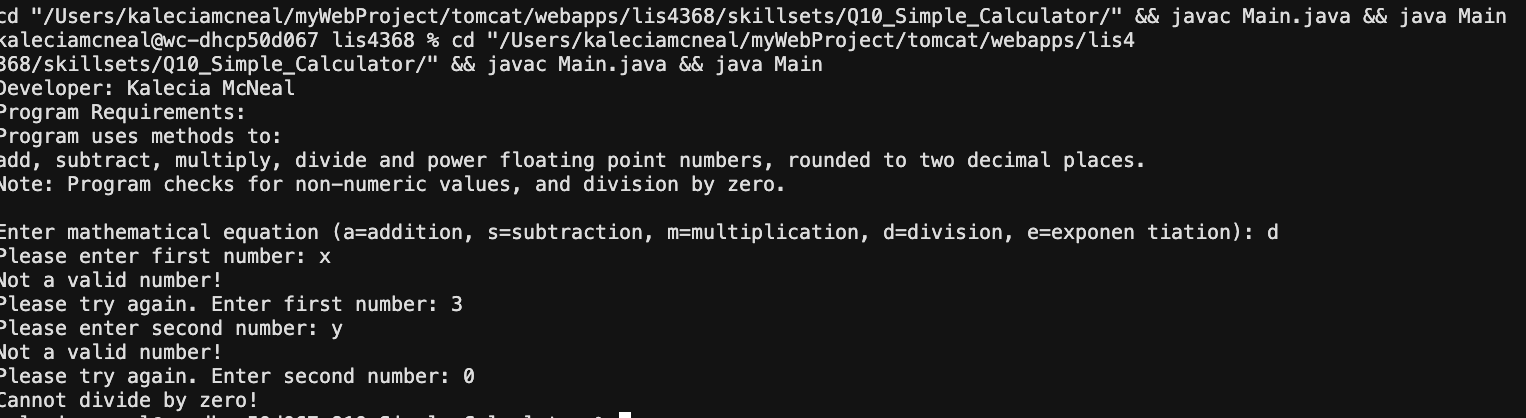 cd "/Users/kaleciamcneal/myWebProject/tomcat/webapps/lis4368/skillsets/Q10_Simple_Calculator/" && javac Main.java && java Main
kaleciamcneal@wc-dhcp50d067 lis4368 % cd "/Users/kaleciamcneal/myWebProject/tomcat/webapps/lis4
368/skillsets/Q10_Simple_Calculator/" && javac Main.java && java Main
Developer: Kalecia McNeal
Program Requirements:
Program uses methods to:
add, subtract, multiply, divide and power floating point numbers, rounded to two decimal places.
Note: Program checks for non-numeric values, and division by zero.
Enter mathematical equation (a=addition, s=subtraction, m=multiplication, d=division, e=exponen tiation): d
Please enter first number: x
Not a valid number!
Please try again. Enter first number: 3
Please enter second number: y
Not a valid number!
Please try again. Enter second number: 0
Cannot divide by zero!